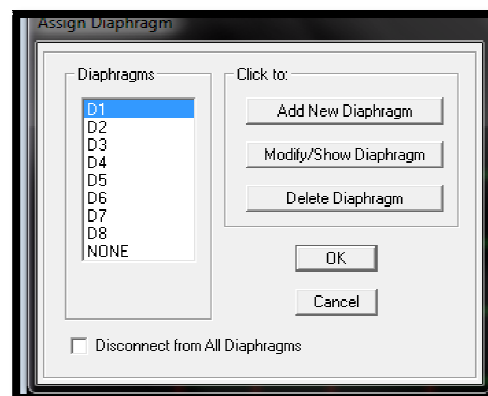 Assign Diaphragm
Diaphragms
D1
D2
D3
D4
D5
D6
D7
D8
NONE
Click to:
Add New Diaphragm
Modify/Show Diaphragm
Delete Diaphragm
OK
Cancel
Disconnect from All Diaphragms